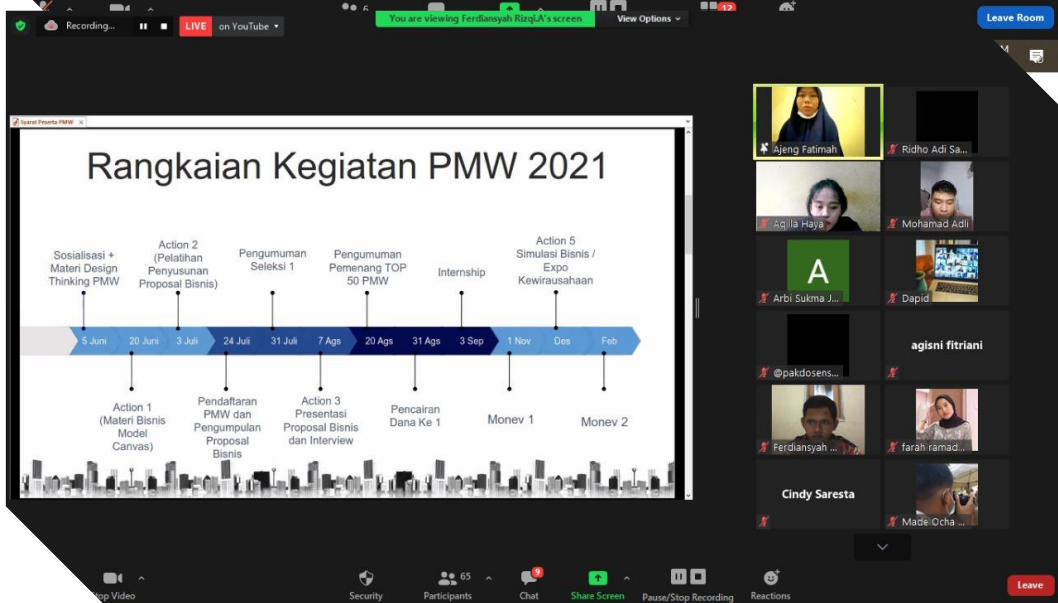 Recording...
LIVE
on YouTube
You are viewing Ferdiansyah Rizqi.A's screen
View Options
12
Leave Room
Syarat Peserta PMW
Rangkaian Kegiatan PMW 2021
Sosialisasi +
Materi Design
Thinking PMW
Action 2
(Pelatihan
Penyusunan
Proposal Bisnis)
Pengumuman
Seleksi 1
Pengumuman
Pemenang TOP
50 PMW
Internship
Action 5
Simulasi Bisnis /
Expo
Kewirausahaan
5 Juni
20 Juni
3 Juli
24 Juli
31 Juli
7 Ags
20 Ags
31 Ags
3 Sep
1 Nov
Des
Feb
Action 1
(Materi Bisnis
Model
Canvas)
Pendaftaran
PMW dan
Pengumpulan
Proposal
Bisnis
Action 3
Presentasi
Proposal Bisnis
dan Interview
Pencairan
Dana Ke 1
Monev 1
Monev 2
Ajeng Fatimah
Ridho Adi Sa...
Aqilla Haya
Mohamad Adli
A
Arbi Sukma J...
Dapid
@pakdosens...
agisni fitriani
Ferdiansyah ...
farah ramad...
Cindy Saresta
Made Ocha ...
Stop Video
Security
65
Participants
9
Chat
Share Screen
Pause/Stop Recording
Reactions
Leave